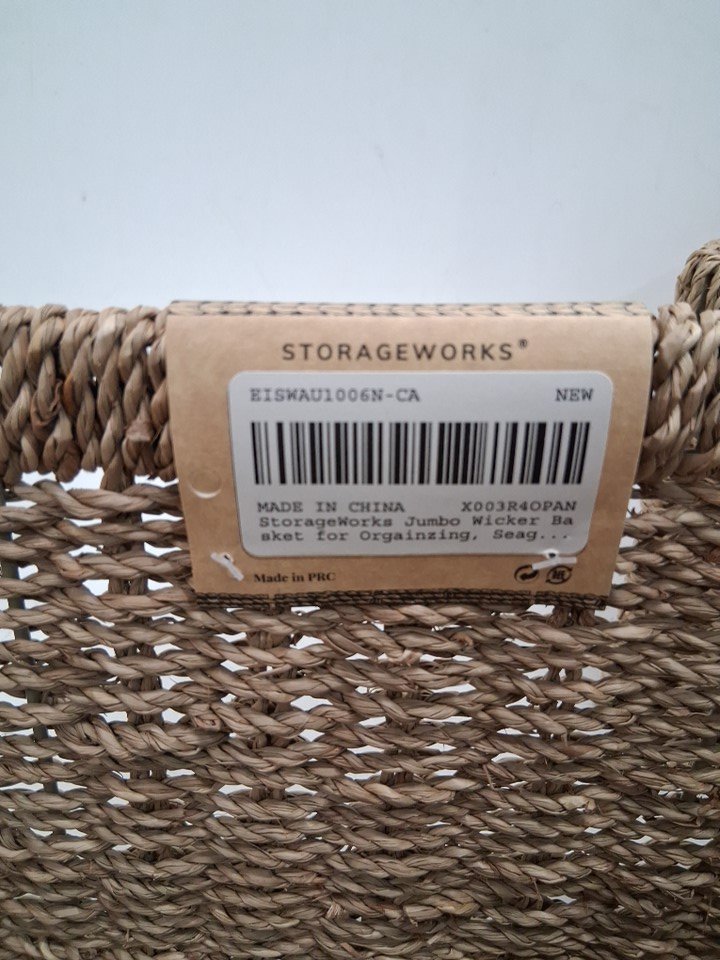 STORAGEWORKS®
EISWAU1006N-CA NEW
MADE IN CHINA X003R4OPAN
StorageWorks Jumbo Wicker Ba
sket for Orgainzing, Seag...
Made in PRC